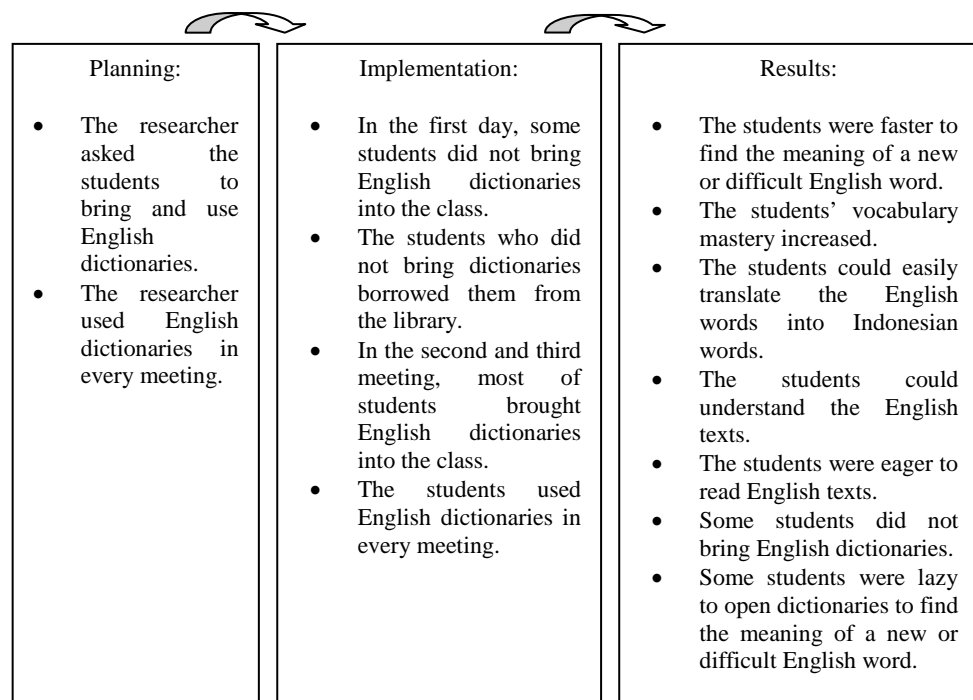 Planning:
• The researcher
asked the
students to
bring and use
English
dictionaries.
• The researcher
used English
dictionaries in
every meeting.
Implementation:
• In the first day, some
students did not bring
English dictionaries
into the class.
• The students who did
not bring dictionaries
borrowed them from
the library.
• In the second and third
meeting, most of
students brought
English dictionaries
into the class.
• The students used
English dictionaries in
every meeting.
Results:
• The students were faster to
find the meaning of a new
or difficult English word.
• The students’ vocabulary
mastery increased.
• The students could easily
translate the English
words into Indonesian
words.
• The students could
understand the English
texts.
• The students were eager to
read English texts.
• Some students did not
bring English dictionaries.
• Some students were lazy
to open dictionaries to find
the meaning of a new or
difficult English word.